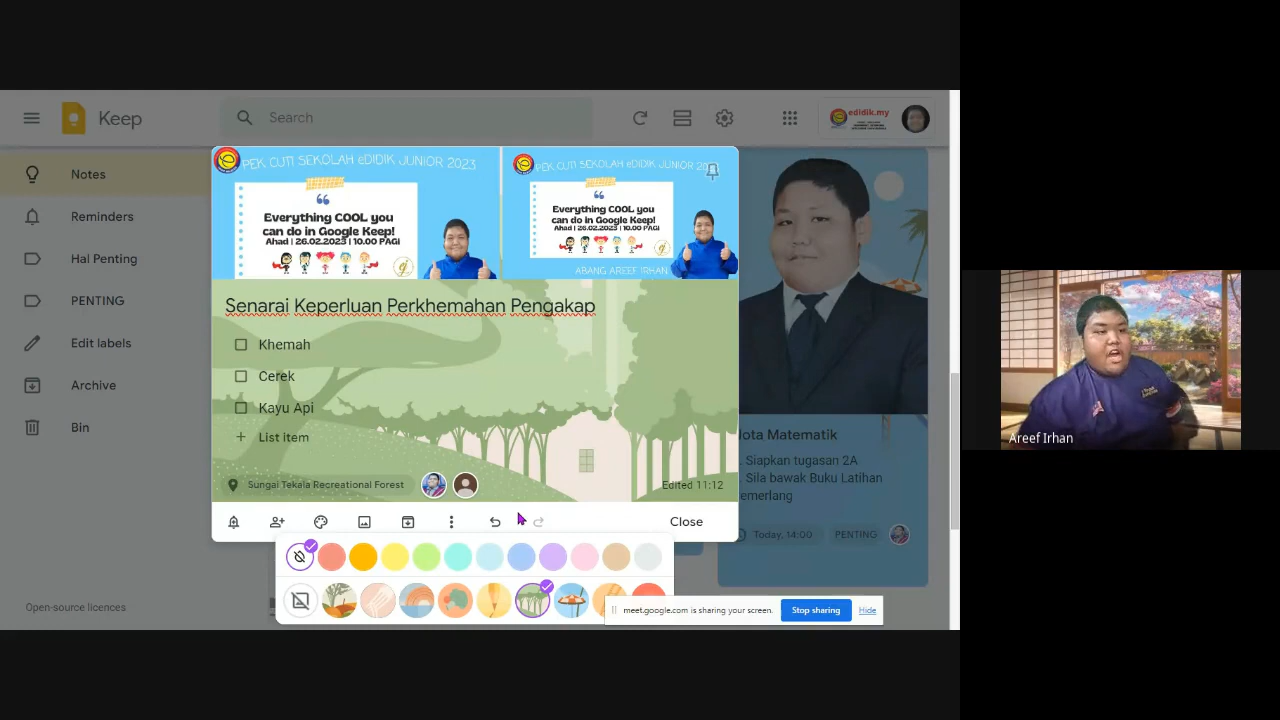 Keep
Search
edidik.my
Notes
Reminders
Hal Penting
PENTING
Edit labels
Archive
Bin
Open-source licences
PEK CUTI SEKOLAH eDIDIK JUNIOR 2023
Everything COOL you
can do in Google Keep!
Ahad | 26.02.2023 | 10.00 PAGI
PEK CUTI SEKOLAH eDIDIK JUNIOR
Everything COOL you
can do in Google Keep!
Ahad | 26.02.2023 | 10.00 PAGI
ABANG AREEF IRHAN
Senarai Keperluan Perkhemahan Pengakap
Khemah
Cerek
Kayu Api
List item
Sungai Tekala Recreational Forest
Edited 11:12
Close
Matematik
Siapkan tugasan 2A
Sila bawak Buku Latihan
Today, 14:00
PENTING
meet.google.com is sharing your screen.
Stop sharing
Hide
Areef Irhan